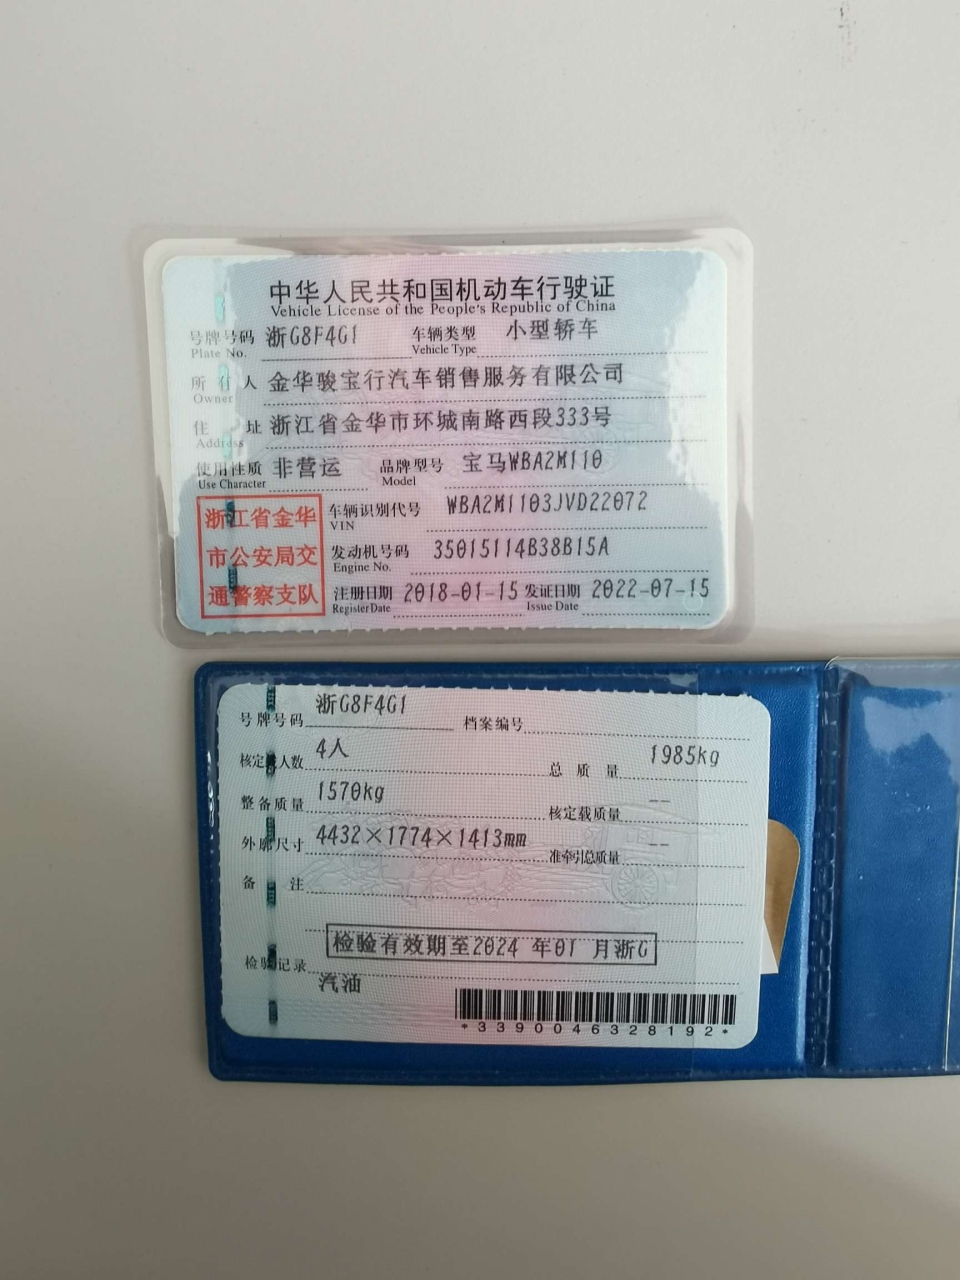 中华人民共和国机动车行驶证
Vehicle License of the People's Republic of China
号牌号码 浙G8F4G1 车辆类型 小型轿车
Plate No. Vehicle Type
所有人 金华骏宝行汽车销售服务有限公司
Owner
住址 浙江省金华市环城南路西段333号
Address
使用性质 非营运 品牌型号 宝马WBA2M110
Use Character Model
浙江省金华
市公安局交
通警察支队
车辆识别代号 WBA2M1103JVD22072
VIN
发动机号码 35015114B38B15A
Engine No.
注册日期 2018-01-15 发证日期 2022-07-15
Register Date Issue Date
号牌号码 浙G8F4G1 档案编号
核定人数 4人 总质量 1985kg
整备质量 1570kg 核定载质量 --
外廓尺寸 4432×1774×1413mm 准牵引总质量 --
备注
检验有效期至2024 年01 月浙G
检验记录
汽油
*3390046328192*